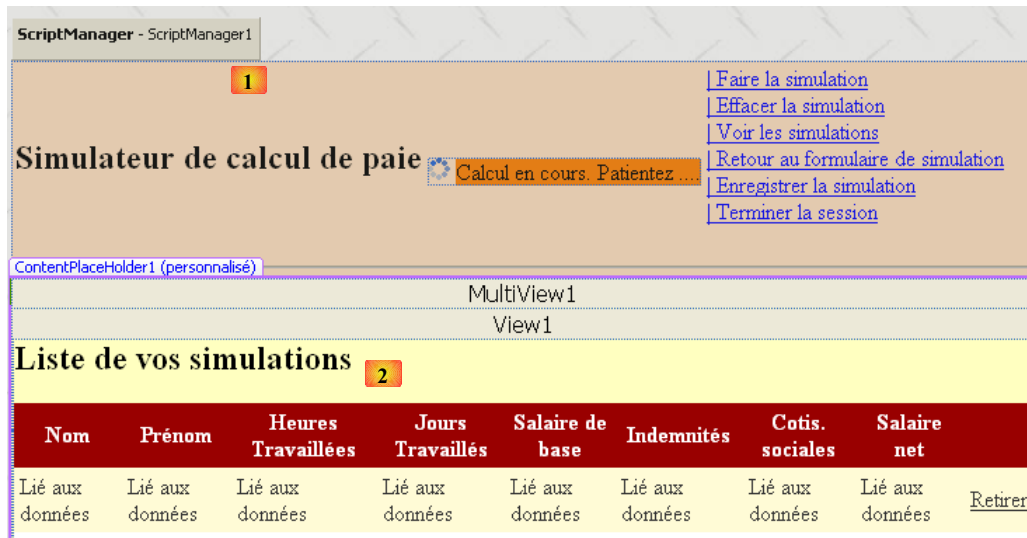 ScriptManager - ScriptManager1
1
| Faire la simulation
| Effacer la simulation
| Voir les simulations
Simulateur de calcul de paie
Calcul en cours. Patientez ....
| Retour au formulaire de simulation
| Enregistrer la simulation
| Terminer la session
ContentPlaceHolder1 (personnalisé)
MultiView1
View1
Liste de vos simulations
2
Nom Prénom Heures Travaillées Jours Travaillés Salaire de base Indemnités Cotis. sociales Salaire net
Lié aux données Lié aux données Lié aux données Lié aux données Lié aux données Lié aux données Lié aux données Lié aux données Retirer